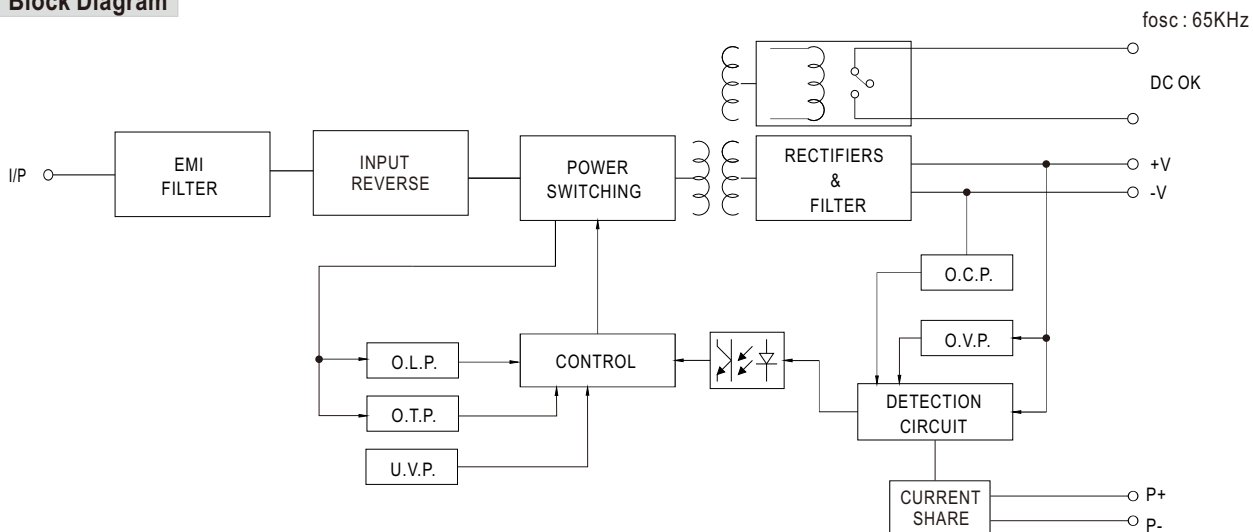 Block Diagram
fosc : 65KHz
DC OK
I/P
EMI
FILTER
INPUT
REVERSE
POWER
SWITCHING
RECTIFIERS
&
FILTER
+V
-V
O.C.P.
O.V.P.
O.L.P.
CONTROL
O.T.P.
U.V.P.
DETECTION
CIRCUIT
CURRENT
SHARE
P+
P-